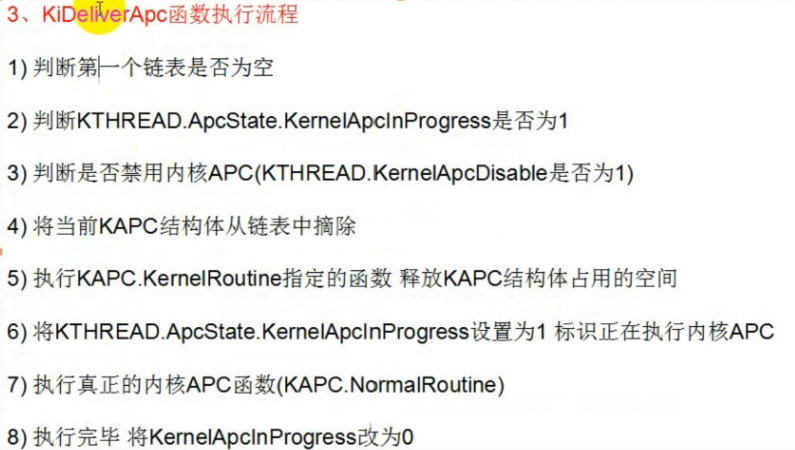 3、KiDeliverApc函数执行流程
1) 判断第一个链表是否为空
2) 判断KTHREAD.ApcState.KernelApcInProgress是否为1
3) 判断是否禁用内核APC(KTHREAD.KernelApcDisable是否为1)
4) 将当前KAPC结构体从链表中摘除
5) 执行KAPC.KernelRoutine指定的函数 释放KAPC结构体占用的空间
6) 将KTHREAD.ApcState.KernelApcInProgress设置为1 标识正在执行内核APC
7) 执行真正的内核APC函数(KAPC.NormalRoutine)
8) 执行完毕 将KernelApcInProgress改为0